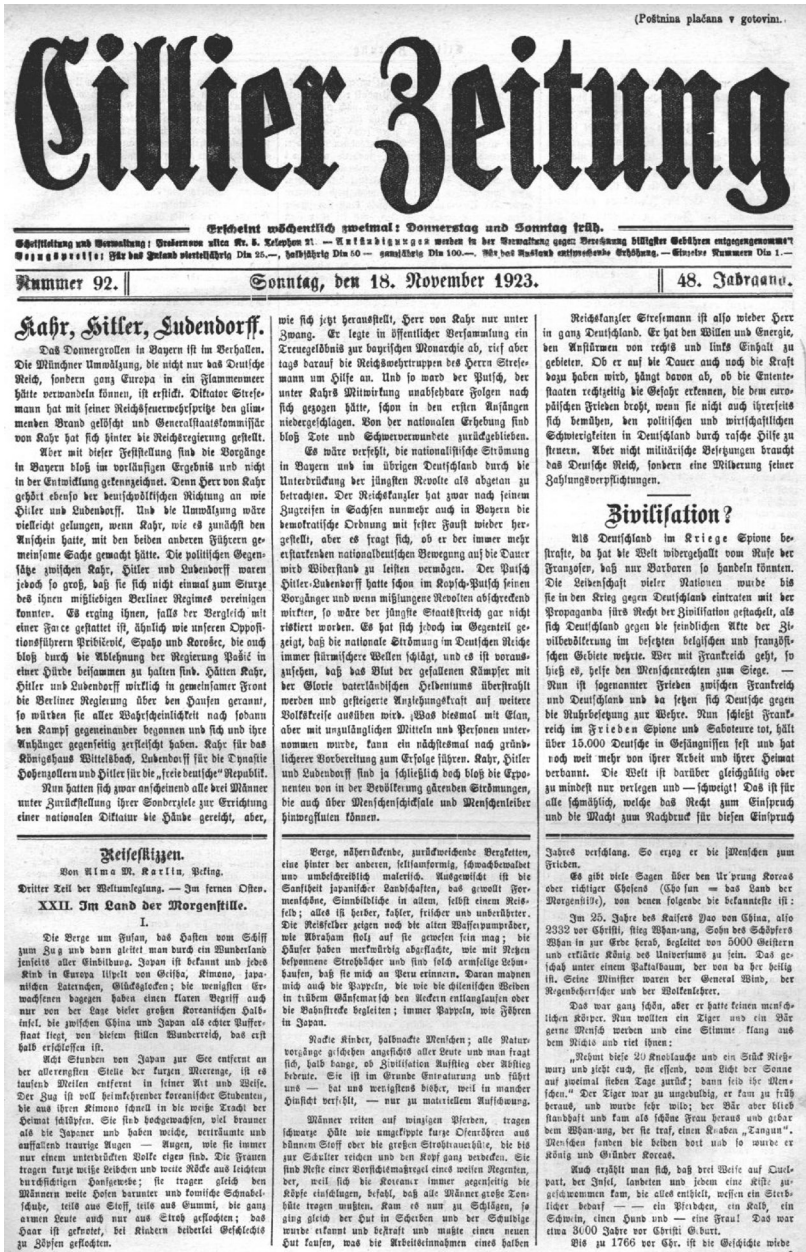 (Poštnina plačana v gotovini.
Cillier Zeitung
Erscheint wöchentlich zweimal: Donnerstag und Sonntag früh.
Schriftleitung und Verwaltung: Prešernova ulica Nr. 5. Telephon 21. — Ankündigungen werden in der Verwaltung gegen Berechnung billigster Gebühren entgegengenommen
Bezugspreise: Für das Inland vierteljährig Din 25.—, halbjährig Din 50.— ganzjährig Din 100.—. Für das Ausland entsprechende Erhöhung. — Einzelne Nummern Din 1.—
Nummer 92. Sonntag, den 18. November 1923. 48. Jahrgang.
Kahr, Hitler, Ludendorff.
Das Donnergrollen in Bayern ist im Verhallen.
Die Münchner Umwälzung, die nicht nur das Deutsche
Reich, sondern ganz Europa in ein Flammenmeer
hätte verwandeln können, ist erstickt. Diktator Strese-
mann hat mit seiner Reichsfeuerwehrspritze den glim-
menden Brand gelöscht und Generalstaatskommissär
von Kahr hat sich hinter die Reichsregierung gestellt.
Aber mit dieser Feststellung sind die Vorgänge
in Bayern bloß im vorläufigen Ergebnis und nicht
in der Entwicklung gekennzeichnet. Denn Herr von Kahr
gehört ebenso der deutschvölkischen Richtung an wie
Hitler und Ludendorff. Und die Umwälzung wäre
vielleicht gelungen, wenn Kahr, wie es zunächst den
Anschein hatte, mit den beiden anderen Führern ge-
meinsame Sache gemacht hätte. Die politischen Gegen-
sätze zwischen Kahr, Hitler und Ludendorff waren
jedoch so groß, daß sie sich nicht einmal zum Sturze
des ihnen mißliebigen Berliner Regimes vereinigen
konnten. Es erging ihnen, falls der Vergleich mit
einer Farce gestattet ist, ähnlich wie unseren Opposi-
tionsführern Pribičević, Spaho und Korošec, die auch
bloß durch die Ablehnung der Regierung Pašić in
einer Hürde beisammen zu halten sind. Hätten Kahr,
Hitler und Ludendorff wirklich in gemeinsamer Front
die Berliner Regierung über den Haufen gerannt,
so würden sie aller Wahrscheinlichkeit nach sodann
den Kampf gegeneinander begonnen und sich und ihre
Anhänger gegenseitig zerfleischt haben. Kahr für das
Königshaus Wittelsbach, Ludendorff für die Dynastie
Hohenzollern und Hitler für die „freie deutsche“ Republik.
Nun hatten sich zwar anscheinend alle drei Männer
unter Zurückstellung ihrer Sonderziele zur Errichtung
einer nationalen Diktatur die Hände gereicht, aber,
wie sich jetzt herausstellt, Herr von Kahr nur unter
Zwang. Er legte in öffentlicher Versammlung ein
Treuegelöbnis zur bayrischen Monarchie ab, rief aber
tags darauf die Reichswehrtruppen des Herrn Strese-
mann um Hilfe an. Und so ward der Putsch, der
unter Kahrs Mitwirkung unabsehbare Folgen nach
sich gezogen hätte, schon in den ersten Anfängen
niedergeschlagen. Von der nationalen Erhebung sind
bloß Tote und Schwerverwundete zurückgeblieben.
Es wäre verfehlt, die nationalistische Strömung
in Bayern und im übrigen Deutschland durch die
Unterdrückung der jüngsten Revolte als abgetan zu
betrachten. Der Reichskanzler hat zwar nach seinem
Zugreifen in Sachsen nunmehr auch in Bayern die
demokratische Ordnung mit fester Faust wieder her-
gestellt, aber es fragt sich, ob er der immer mehr
erstarkenden nationaldeutschen Bewegung auf die Dauer
wird Widerstand zu leisten vermögen. Der Putsch
Hitler-Ludendorff hatte schon im Kapp-Putsch seinen
Vorgänger und wenn mißlungene Revolten abschreckend
wirkten, so wäre der jüngste Staatsstreich gar nicht
riskiert worden. Es hat sich jedoch im Gegenteil ge-
zeigt, daß die nationale Strömung im Deutschen Reiche
immer stürmischere Wellen schlägt, und es ist voraus-
zusehen, daß das Blut der gefallenen Kämpfer mit
der Glorie vaterländischen Heldentums überstrahlt
werden und gesteigerte Anziehungskraft auf weitere
Volkskreise ausüben wird. Was diesmal mit Elan,
aber mit unzulänglichen Mitteln und Personen unter-
nommen wurde, kann ein nächstesmal nach gründ-
licherer Vorbereitung zum Erfolge führen. Kahr, Hitler
und Ludendorff sind ja schließlich doch bloß die Expo-
nenten von in der Bevölkerung gärenden Strömungen,
die auch über Menschenschicksale und Menschenleiber
hinwegfluten können.
Reichskanzler Stresemann ist also wieder Herr
in ganz Deutschland. Er hat den Willen und Energie,
den Anstürmen von rechts und links Einhalt zu
gebieten. Ob er auf die Dauer auch noch die Kraft
dazu haben wird, hängt davon ab, ob die Entente-
staaten rechtzeitig die Gefahr erkennen, die dem euro-
päischen Frieden droht, wenn sie nicht auch ihrerseits
sich bemühen, den politischen und wirtschaftlichen
Schwierigkeiten in Deutschland durch rasche Hilfe zu
steuern. Aber nicht militärische Besetzungen braucht
das Deutsche Reich, sondern eine Milderung seiner
Zahlungsverpflichtungen.
Zivilisation?
Als Deutschland im Kriege Spione be-
strafte, da hat die Welt widergehallt vom Rufe der
Franzosen, daß nur Barbaren so handeln könnten.
Die Leidenschaft vieler Nationen wurde bis
sie in den Krieg gegen Deutschland eintraten mit der
Propaganda fürs Recht der Zivilisation gestachelt, als
sich Deutschland gegen die feindlichen Akte der Zi-
vilbevölkerung im besetzten belgischen und französi-
schen Gebiete wehrte. Wer mit Frankreich geht, so
hieß es, helfe den Menschenrechten zum Siege. —
Nun ist sogenannter Frieden zwischen Frankreich
und Deutschland und da setzen sich Deutsche gegen
die Ruhrbesetzung zur Wehre. Nun schießt Frank-
reich im Frieden Spione und Saboteure tot, hält
über 15.000 Deutsche in Gefängnissen fest und hat
noch weit mehr von ihrer Arbeit und ihrer Heimat
verbannt. Die Welt ist darüber gleichgültig oder
zu mindest nur verlegen und — schweigt! Das ist für
alle schmählich, welche das Recht zum Einspruch
und die Macht zum Nachdruck für diesen Einspruch
Reiseskizzen.
Von Alma M. Karlin, Peking.
Dritter Teil der Weltumseglung. — Im fernen Osten.
XXII. Im Land der Morgenstille.
I.
Die Berge um Fusan, das Hasten vom Schiff
zum Zug und dann gleitet man durch ein Wunderland
jenseits aller Einbildung. Japan ist bekannt und jedes
Kind in Europa lispelt von Geisha, Kimono, japa-
nischen Laternchen, Glücksglocken; die wenigsten Er-
wachsenen dagegen haben einen klaren Begriff auch
nur von der Lage dieser großen Koreanischen Halb-
insel, die zwischen China und Japan als echter Puffer-
staat liegt, von diesem stillen Wunderreich, das erst
halb erschlossen ist.
Acht Stunden von Japan zur See entfernt an
der allerengsten Stelle der kurzen Meerenge, ist es
tausend Meilen entfernt in seiner Art und Weise.
Der Zug ist voll heimkehrender koreanischer Studenten,
die aus ihren Kimono schnell in die weiße Tracht der
Heimat schlüpfen. Sie sind hochgewachsen, viel brauner
als die Japaner und haben weiche, verträumte und
auffallend traurige Augen — Augen, wie sie immer
nur einem unterdrückten Volke eigen sind. Die Frauen
tragen kurze weiße Leibchen und weite Röcke aus leichtem
durchsichtigen Hanfgewebe; sie tragen gleich den
Männern weite Hosen darunter und komische Schnabel-
schuhe, teils aus Stoff, teils aus Gummi, die ganz
armen Leute auch nur aus Stroh geflochten; das
Haar ist geknotet, bei Kindern beiderlei Geschlechts
zu Zöpfen geflochten.
Berge, näherrückende, zurückweichende Bergketten,
eine hinter der anderen, seltsamformig, schwachbewaldet
und unbeschreiblich malerisch. Ausgewischt ist die
Sanftheit japanischer Landschaften, das gewollt For-
menschöne, Sinnbildliche in allem, selbst einem Reis-
feld; alles ist herber, kahler, frischer und unberührter.
Die Reisfelder zeigen noch die alten Wasserpumpräder,
wie Abraham stolz auf sie gewesen sein mag; die
Häuser haben merkwürdig abgeflachte, wie mit Netzen
besponnene Strohdächer und sind solch armselige Lehm-
haufen, daß sie mich an Peru erinnern. Daran mahnen
mich auch die Pappeln, die wie die chilenischen Weiden
in trübem Gänsemarsch den Aeckern entlanglaufen oder
die Bahnstrecke begleiten; immer Pappeln, wie Föhren
in Japan.
Nackte Kinder, halbnackte Menschen; alle Natur-
vorgänge geschehen angesichts aller Leute und man fragt
sich, halb bange, ob Zivilisation Aufstieg oder Abstieg
bedeute. Sie ist im Grunde Entnaturung und führt
uns — hat uns wenigstens bisher, weil in mancher
Hinsicht verfehlt, — nur zu materiellem Aufschwung.
Männer reiten auf winzigen Pferden, tragen
schwarze Hüte wie umgekippte kurze Ofenröhren aus
dünnem Stoff oder die großen Strohtrauerhüte, die bis
zur Schulter reichen und den Kopf ganz verdecken. Sie
sind Reste einer Vorsichtsmaßregel eines weisen Regenten,
der, weil sich die Koreaner immer gegenseitig die
Köpfe einschlugen, befahl, daß alle Männer große Ton-
hüte tragen mußten. Kam es nun zu Schlägen, so
ging gleich der Hut in Scherben und der Schuldige
wurde erkannt und bestraft und mußte einen neuen
Hut kaufen, was die Arbeitseinnahmen eines halben
Jahres verschlang. So erzog er die Menschen zum
Frieden.
Es gibt viele Sagen über den Ursprung Koreas
oder richtiger Chosens (Cho sun = das Land der
Morgenstille), von denen folgende die bekannteste ist:
Im 25. Jahre des Kaisers Yao von China, also
2332 vor Christi, stieg Whan-ung, Sohn des Schöpfers
Whan in zur Erde herab, begleitet von 5000 Geistern
und erklärte König des Universums zu sein. Das ge-
schah unter einem Paktalbaum, der von da her heilig
ist. Seine Minister waren der General Wind, der
Regenbeherrscher und der Wolkenlehrer.
Das war ganz schön, aber er hatte keinen mensch-
lichen Körper. Nun wollten ein Tiger und ein Bär
gerne Mensch werden und eine Stimme klang aus
dem Nichts und riet ihnen:
„Nehmt diese 20 Knoblauche und ein Stück Rieß-
wurz und zieht euch, sie essend, vom Licht der Sonne
auf zweimal sieben Tage zurück; dann seid ihr Men-
schen.“ Der Tiger war zu ungeduldig, er kam zu früh
heraus, und wurde sehr wild; der Bär aber blieb
standhaft und kam als schöne Frau heraus und gebar
dem Whan-ung, der sie traf, einen Knaben „Tangun“.
Menschen fanden die beiden dort und so wurde er
König und Gründer Koreas.
Auch erzählt man sich, daß drei Weise auf Quel-
part, der Insel, landeten und jedem eine Kiste zu-
geschwommen kam, die alles enthielt, wessen ein Sterb-
licher bedarf — — ein Pferdchen, ein Kalb, ein
Schwein, einen Hund und — eine Frau! Das war
etwa 3000 Jahre vor Christi Geburt.
Bis zu 1766 vor Chr. ist die Geschichte wiede